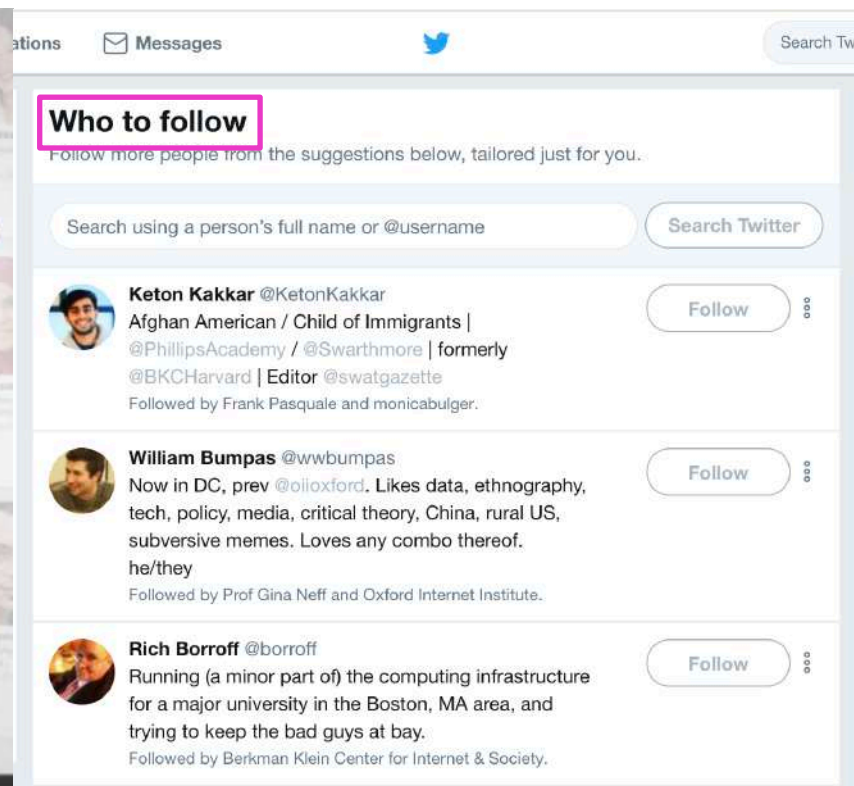 ations Messages Search Tw
Who to follow
Follow more people from the suggestions below, tailored just for you.
Search using a person's full name or @username Search Twitter
Keton Kakkar @KetonKakkar Follow
Afghan American / Child of Immigrants |
@PhillipsAcademy / @Swarthmore | formerly
@BKCHarvard | Editor @swatgazette
Followed by Frank Pasquale and monicabulger.
William Bumpas @wwbumpas Follow
Now in DC, prev @oiioxford. Likes data, ethnography,
tech, policy, media, critical theory, China, rural US,
subversive memes. Loves any combo thereof.
he/they
Followed by Prof Gina Neff and Oxford Internet Institute.
Rich Borroff @borroff Follow
Running (a minor part of) the computing infrastructure
for a major university in the Boston, MA area, and
trying to keep the bad guys at bay.
Followed by Berkman Klein Center for Internet & Society.